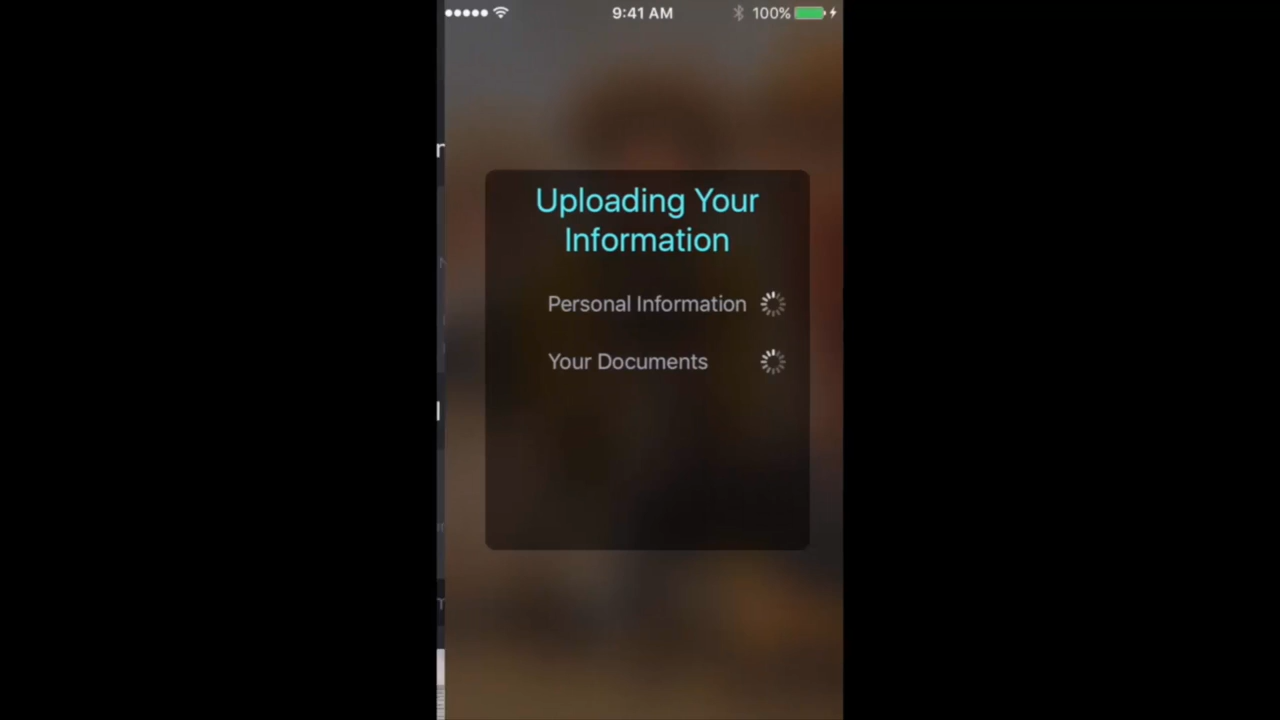 9:41 AM
100%
Uploading Your
Information
Personal Information
Your Documents